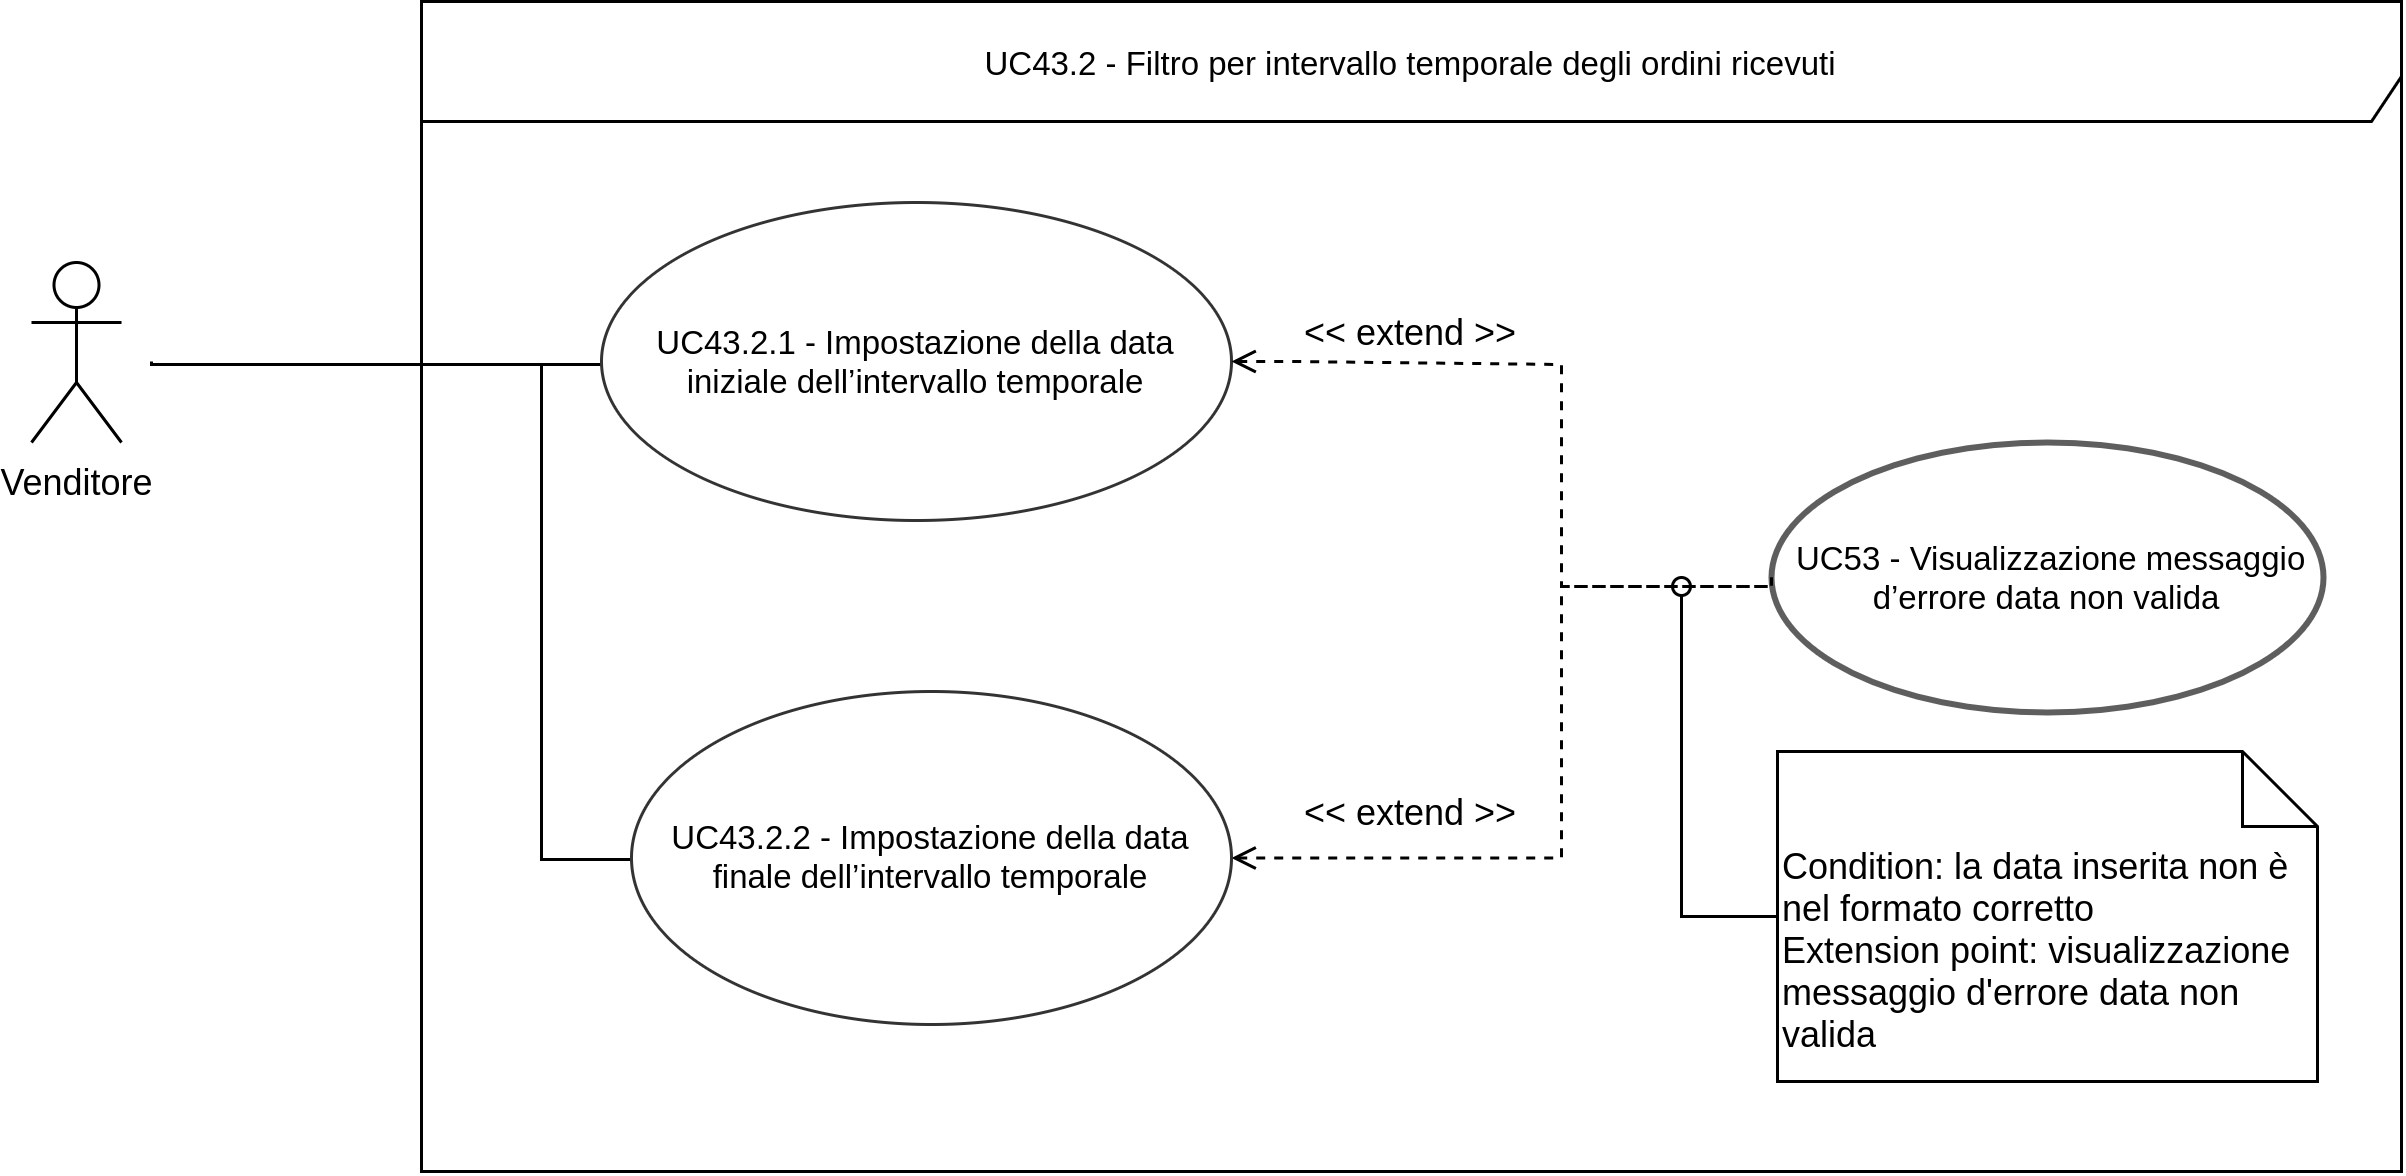 UC43.2 - Filtro per intervallo temporale degli ordini ricevuti
Venditore
UC43.2.1 - Impostazione della data
iniziale dell’intervallo temporale
<< extend >>
UC53 - Visualizzazione messaggio
d’errore data non valida
<< extend >>
UC43.2.2 - Impostazione della data
finale dell’intervallo temporale
Condition: la data inserita non è
nel formato corretto
Extension point: visualizzazione
messaggio d'errore data non
valida